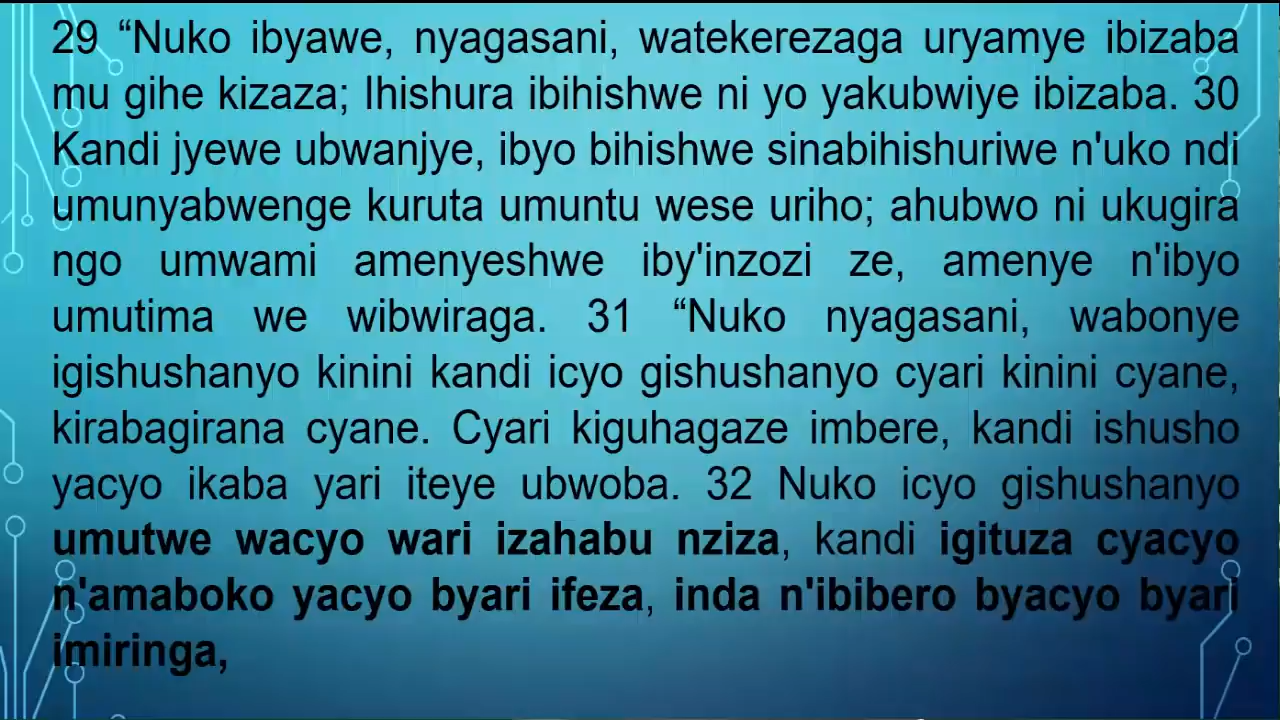 29 “Nuko ibyawe, nyagasani, watekerezaga uryamye ibizaba
mu gihe kizaza; Ihishura ibihishwe ni yo yakubwiye ibizaba. 30
Kandi jyewe ubwanjye, ibyo bihishwe sinabihishuriwe n'uko ndi
umunyabwenge kuruta umuntu wese uriho; ahubwo ni ukugira
ngo umwami amenyeshwe iby'inzozi ze, amenye n'ibyo
umutima we wibwiraga. 31 “Nuko nyagasani, wabonye
igishushanyo kinini kandi icyo gishushanyo cyari kinini cyane,
kirabagirana cyane. Cyari kiguhagaze imbere, kandi ishusho
yacyo ikaba yari iteye ubwoba. 32 Nuko icyo gishushanyo
umutwe wacyo wari izahabu nziza, kandi igituza cyacyo
n'amaboko yacyo byari ifeza, inda n'ibibero byacyo byari
imiringa,